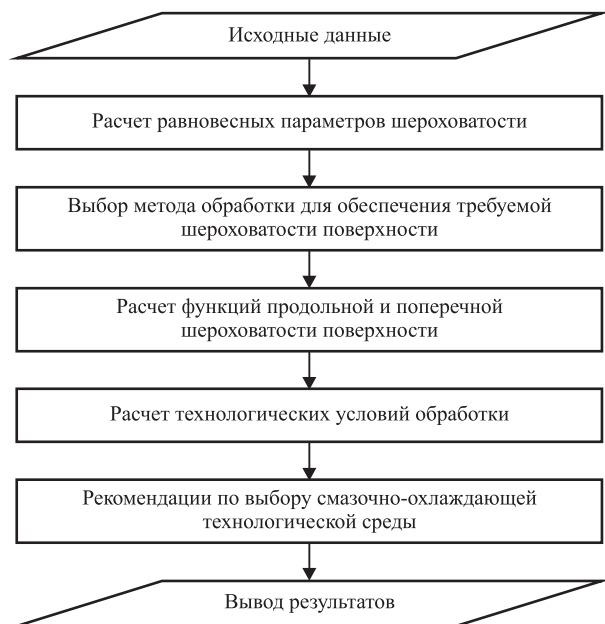 Исходные данные
Расчет равновесных параметров шероховатости
Выбор метода обработки для обеспечения требуемой
шероховатости поверхности
Расчет функций продольной и поперечной
шероховатости поверхности
Расчет технологических условий обработки
Рекомендации по выбору смазочно-охлаждающей
технологической среды
Вывод результатов